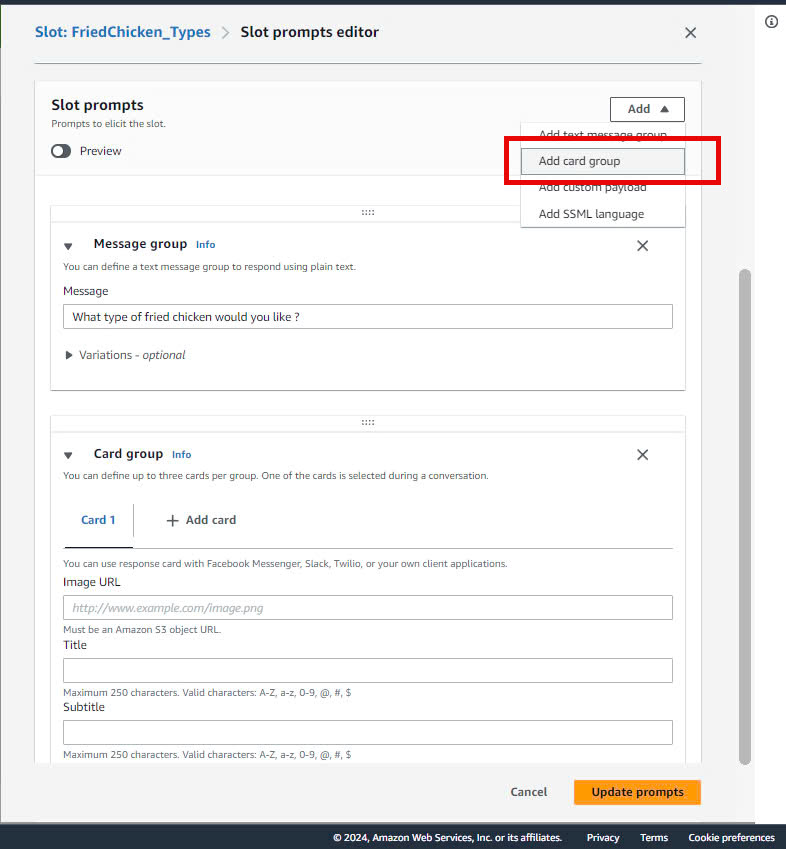 Slot: FriedChicken_Types > Slot prompts editor
Slot prompts
Add
Prompts to elicit the slot.
Add text message group
Preview
Add card group
Add custom payload
Add SSML language
Message group Info
You can define a text message group to respond using plain text.
Message
What type of fried chicken would you like ?
Variations - optional
Card group Info
You can define up to three cards per group. One of the cards is selected during a conversation.
Card 1 + Add card
You can use response card with Facebook Messenger, Slack, Twilio, or your own client applications.
Image URL
http://www.example.com/image.png
Must be an Amazon S3 object URL.
Title
Maximum 250 characters. Valid characters: A-Z, a-z, 0-9, @, #, $
Subtitle
Maximum 250 characters. Valid characters: A-Z, a-z, 0-9, @, #, $
Cancel Update prompts
© 2024, Amazon Web Services, Inc. or its affiliates. Privacy Terms Cookie preferences